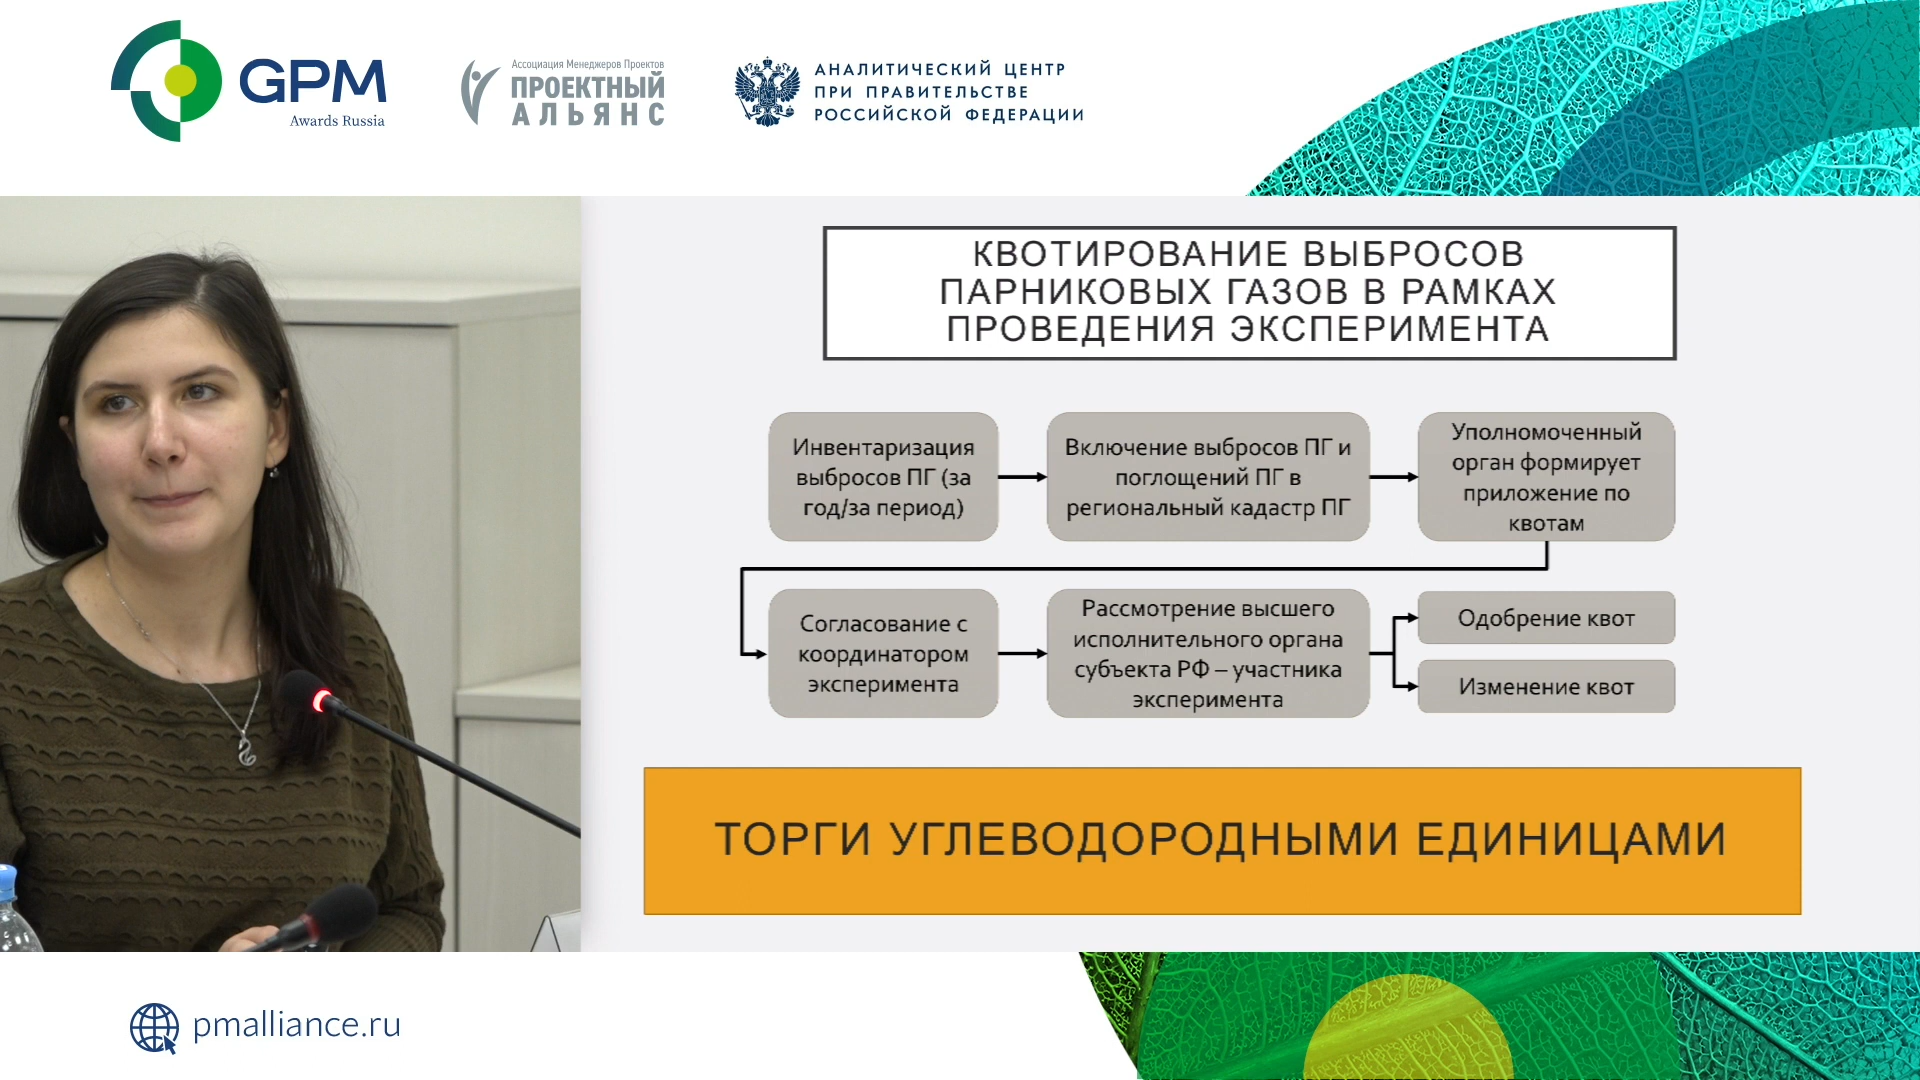 GPM
Awards Russia
Ассоциация Менеджеров Проектов
ПРОЕКТНЫЙ
АЛЬЯНС
АНАЛИТИЧЕСКИЙ ЦЕНТР
ПРИ ПРАВИТЕЛЬСТВЕ
РОССИЙСКОЙ ФЕДЕРАЦИИ
КВОТИРОВАНИЕ ВЫБРОСОВ
ПАРНИКОВЫХ ГАЗОВ В РАМКАХ
ПРОВЕДЕНИЯ ЭКСПЕРИМЕНТА
Инвентаризация
выбросов ПГ (за
год/за период)
Включение выбросов ПГ и
поглощений ПГ в
региональный кадастр ПГ
Уполномоченный
орган формирует
приложение по
квотам
Согласование с
координатором
эксперимента
Рассмотрение высшего
исполнительного органа
субъекта РФ – участника
эксперимента
Одобрение квот
Изменение квот
ТОРГИ УГЛЕВОДОРОДНЫМИ ЕДИНИЦАМИ
pmalliance.ru